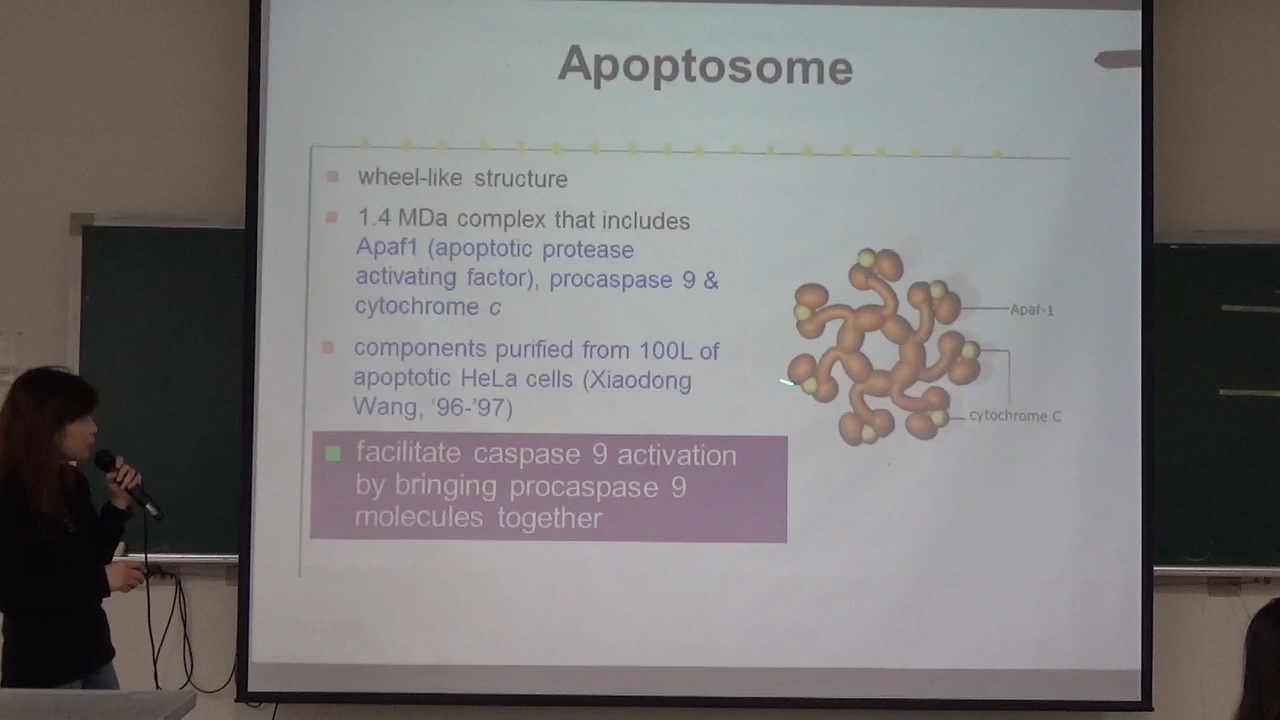 Apoptosome
wheel-like structure
1.4 MDa complex that includes
Apaf1 (apoptotic protease
activating factor), procaspase 9 &
cytochrome c
components purified from 100L of
apoptotic HeLa cells (Xiaodong
Wang, '96-'97)
facilitate caspase 9 activation
by bringing procaspase 9
molecules together
Apaf-1
cytochrome C